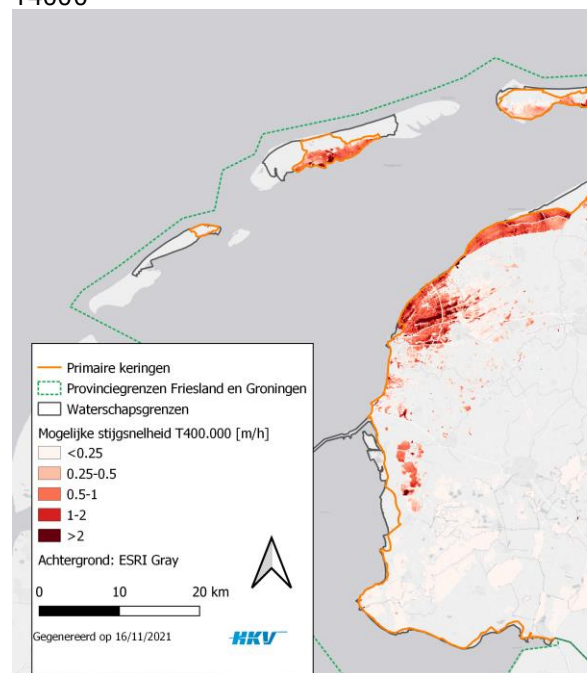 Primaire keringen
Provinciegrenzen Friesland en Groningen
Waterschapsgrenzen
Mogelijke stijgsnelheid T400.000 [m/h]
<0.25
0.25-0.5
0.5-1
1-2
>2
Achtergrond: ESRI Gray
0 10 20 km
Gegenereerd op 16/11/2021
HKV